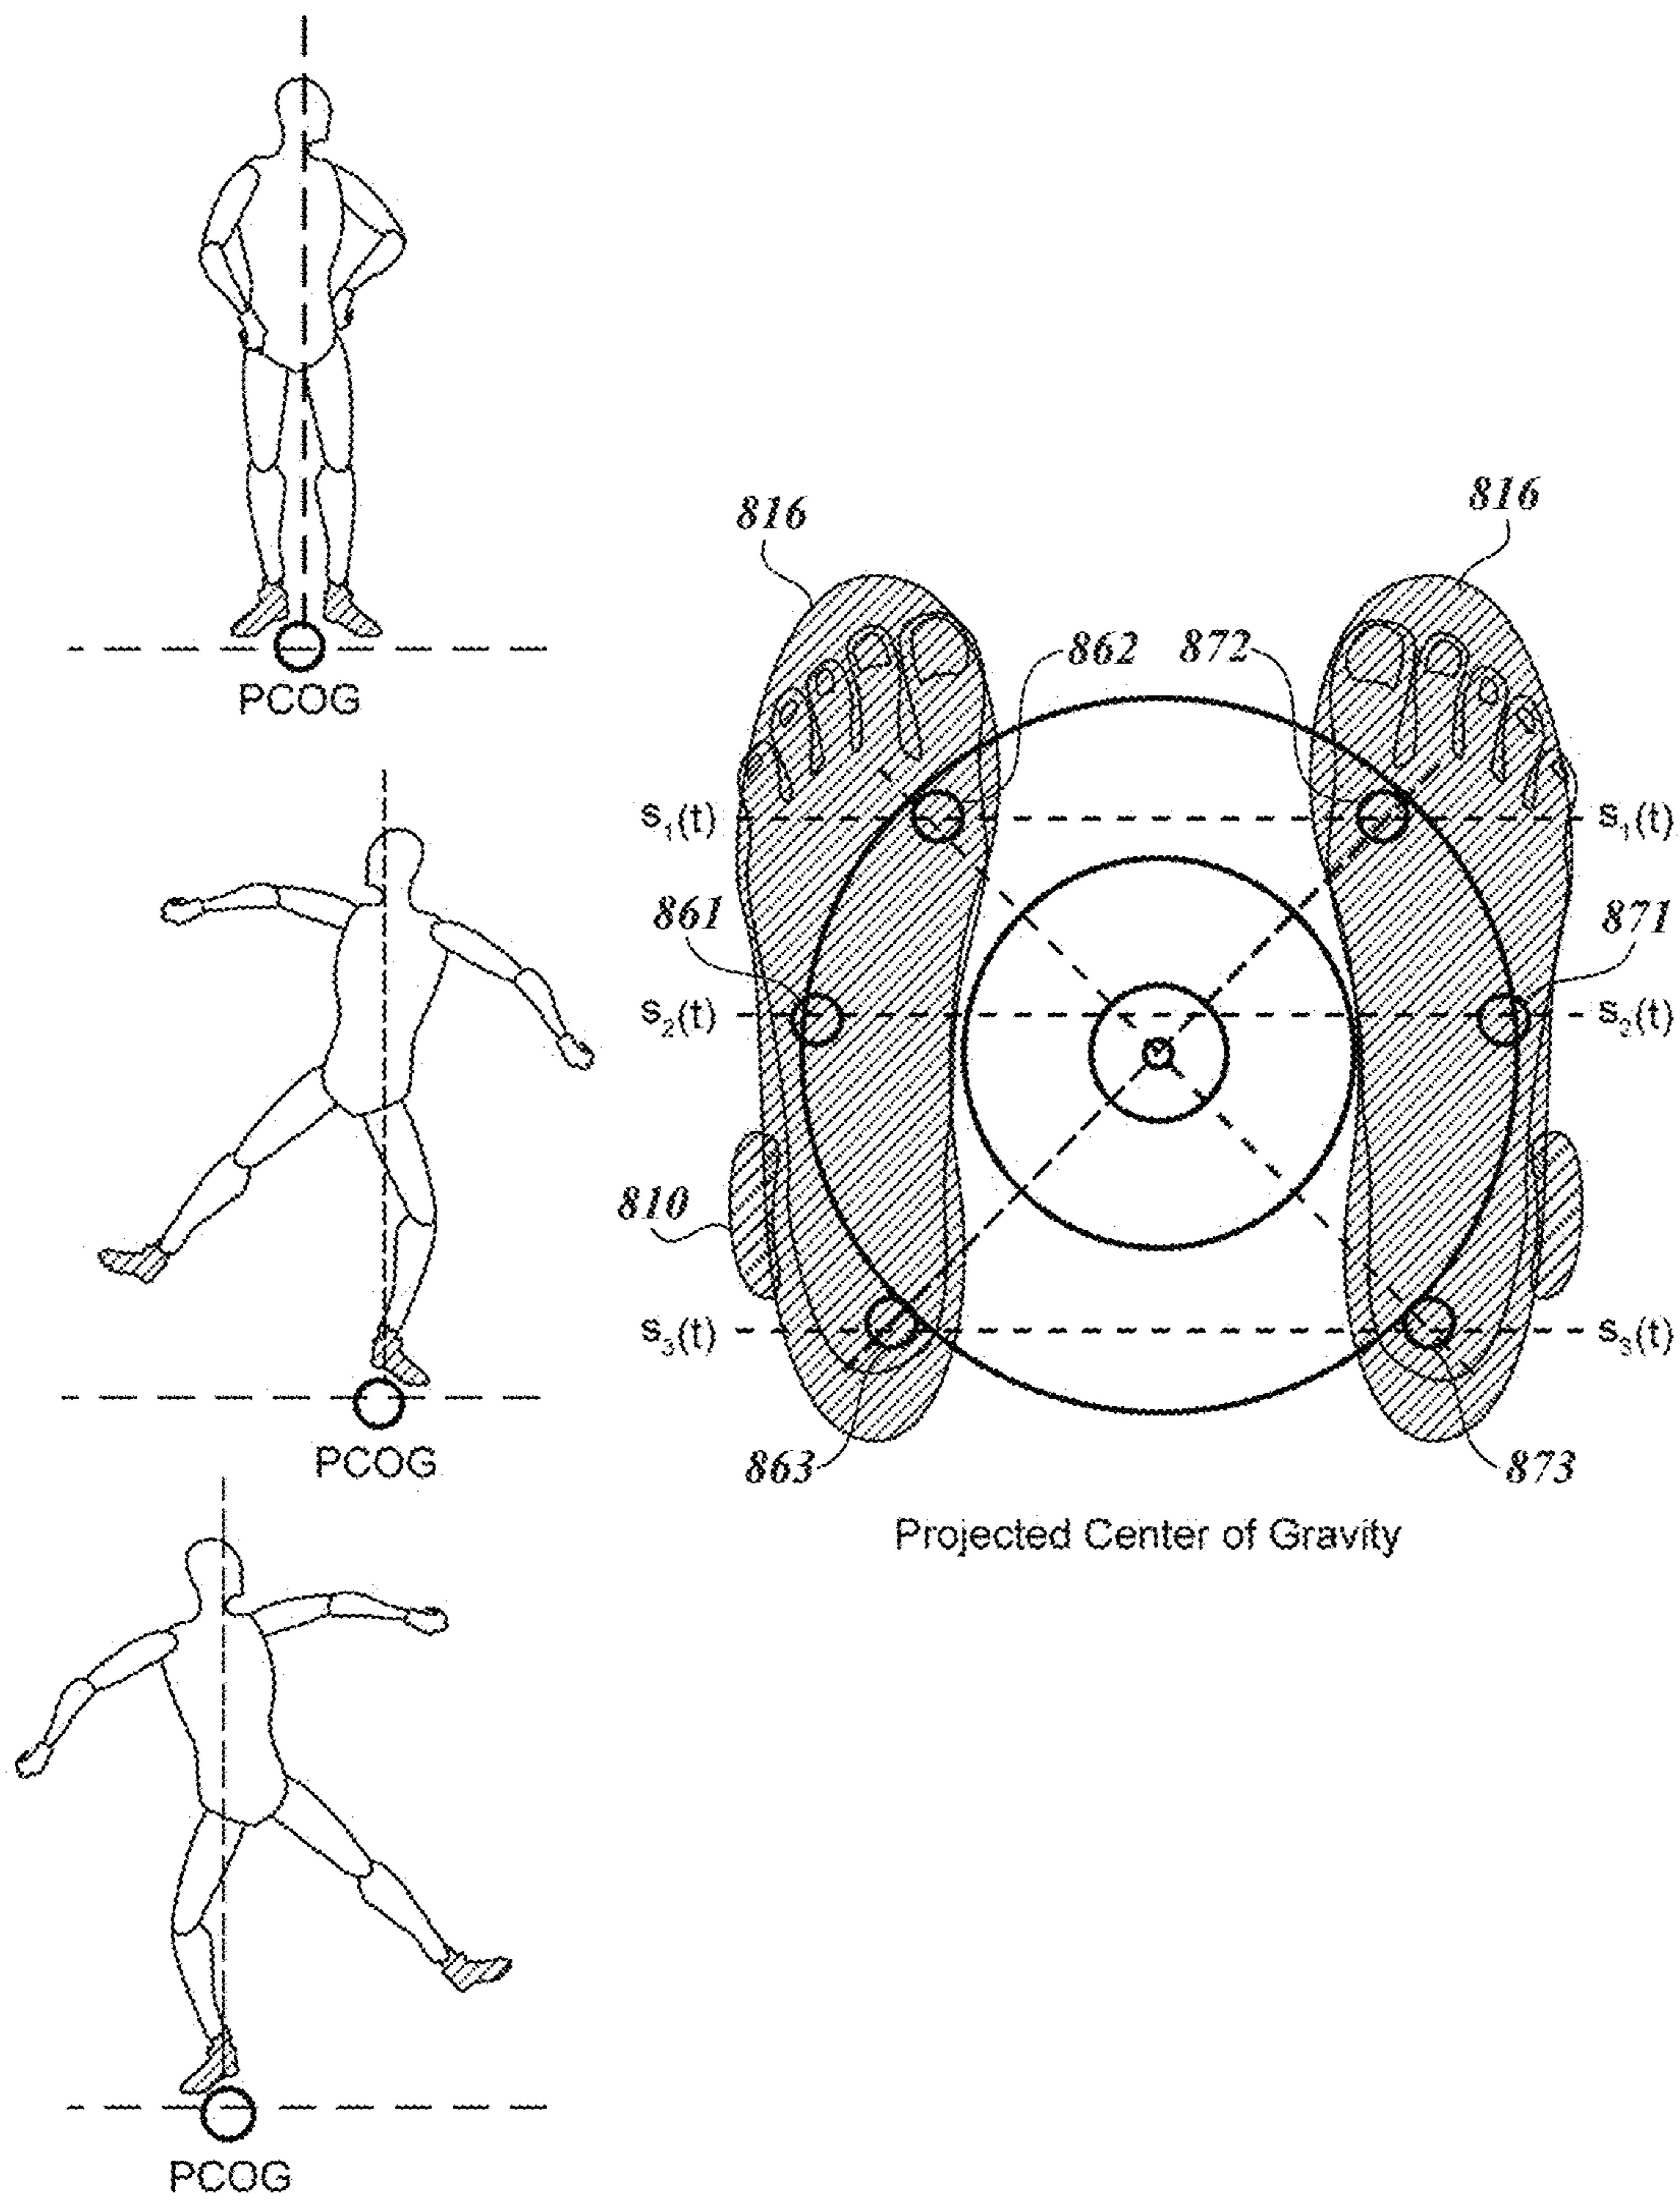 PCOG
816
816
862 872
s₁(t) s₁(t)
861 871
s₂(t) s₂(t)
810
s₃(t) s₃(t)
863 873
Projected Center of Gravity
PCOG
PCOG